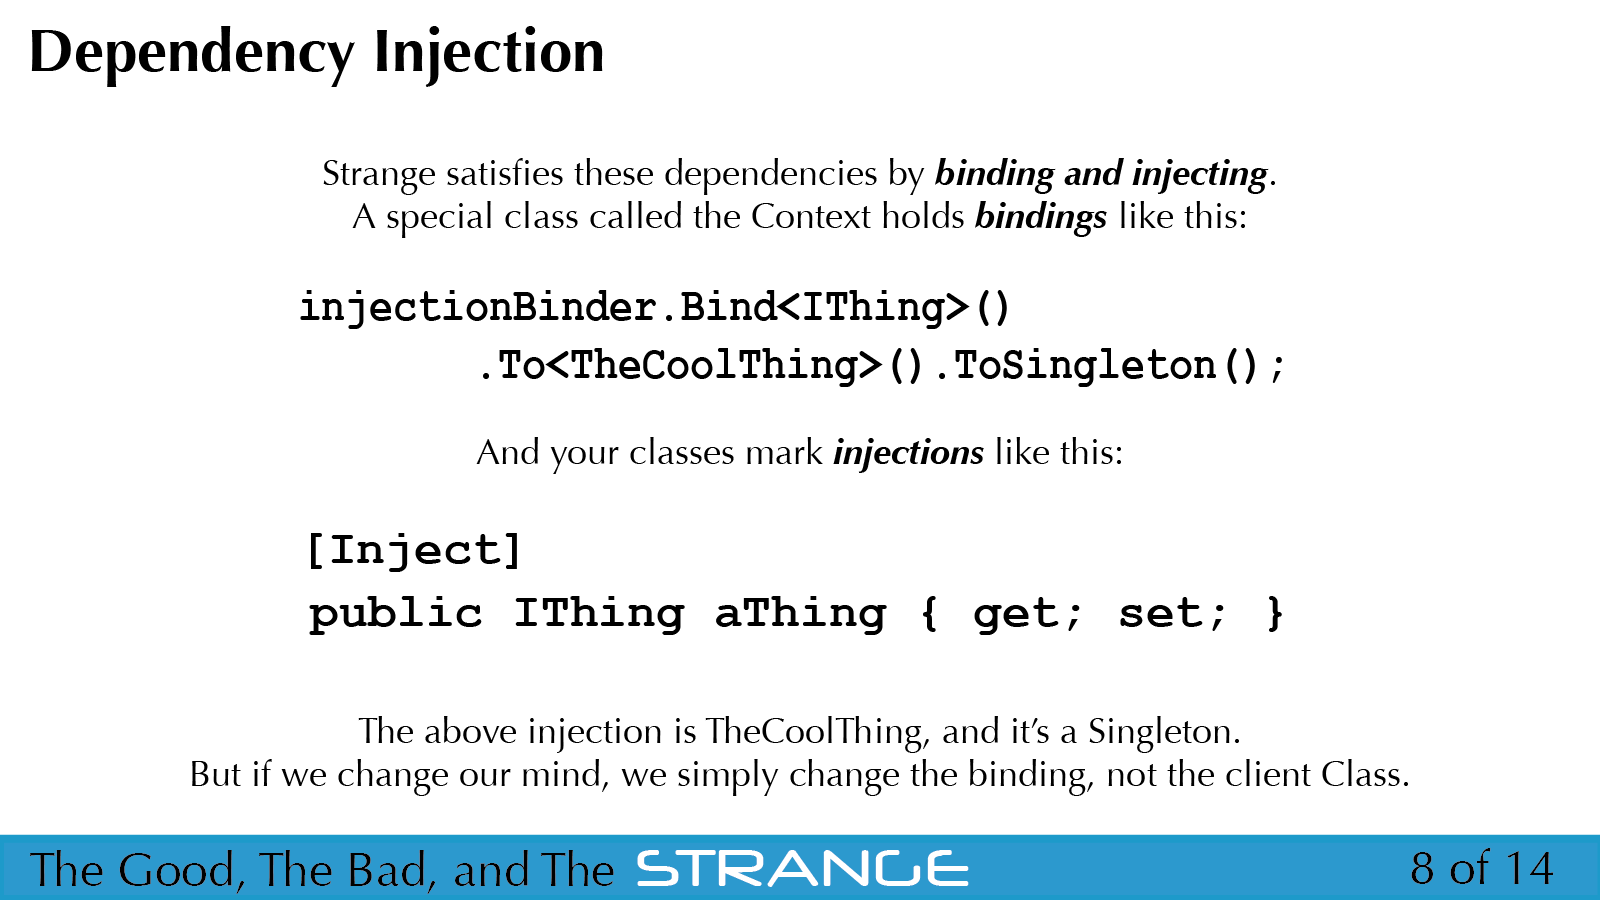 Dependency Injection
Strange satisfies these dependencies by binding and injecting.
A special class called the Context holds bindings like this:
injectionBinder.Bind<IThing>()
.To<TheCoolThing>().ToSingleton();
And your classes mark injections like this:
[Inject]
public IThing aThing { get; set; }
The above injection is TheCoolThing, and it’s a Singleton.
But if we change our mind, we simply change the binding, not the client Class.
The Good, The Bad, and The STRANGE
8 of 14